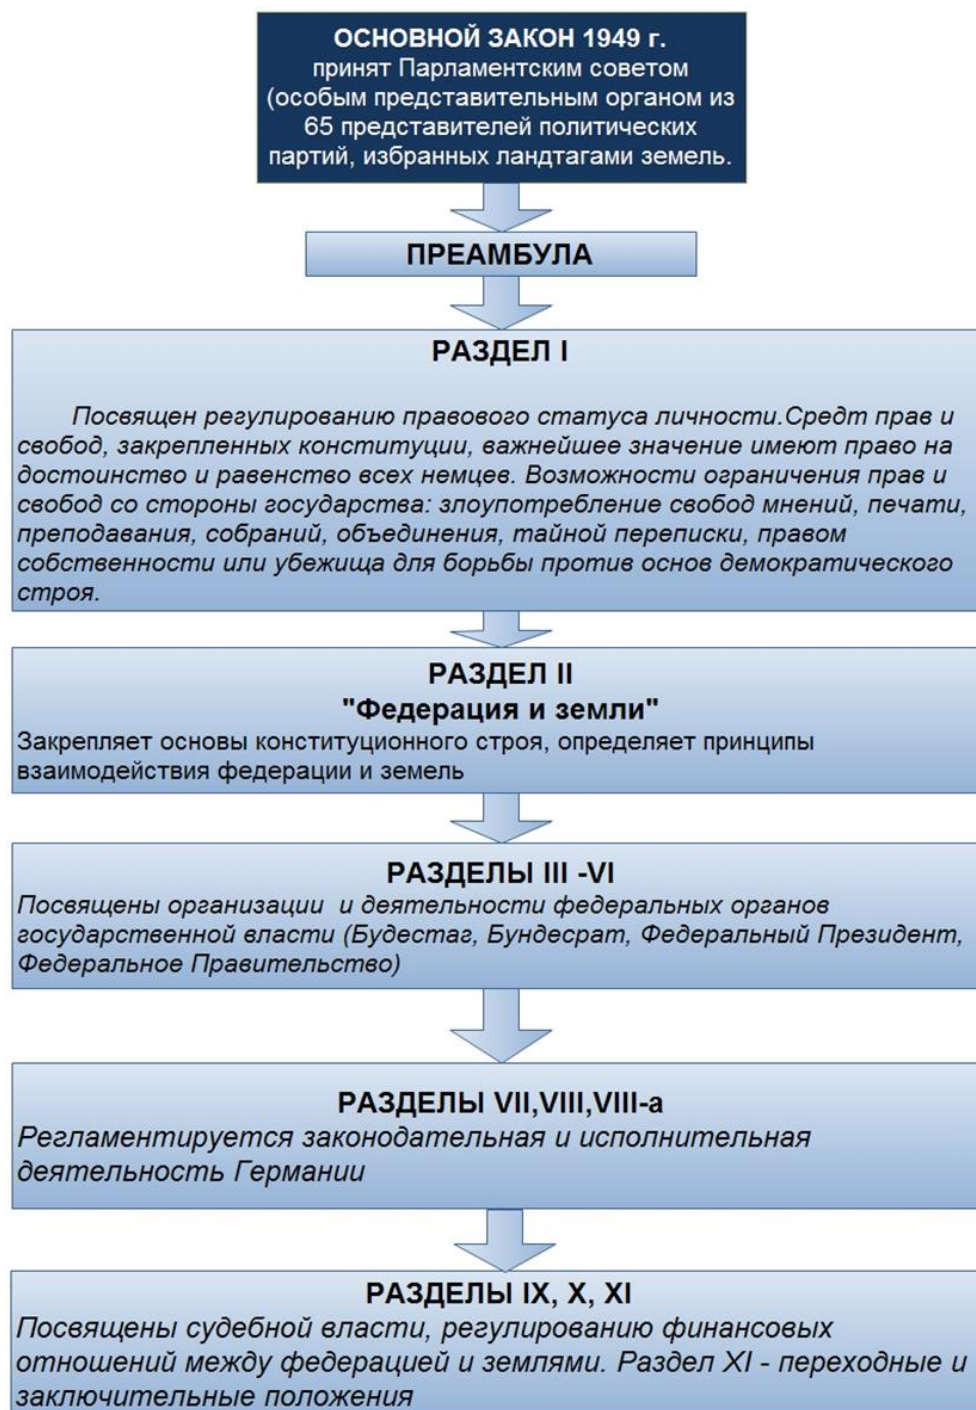 ОСНОВНОЙ ЗАКОН 1949 г.
принят Парламентским советом
(особым представительным органом из
65 представителей политических
партий, избранных ландтагами земель.
ПРЕАМБУЛА
РАЗДЕЛ I
Посвящен регулированию правового статуса личности.Средт прав и
свобод, закрепленных конституции, важнейшее значение имеют право на
достоинство и равенство всех немцев. Возможности ограничения прав и
свобод со стороны государства: злоупотребление свобод мнений, печати,
преподавания, собраний, объединения, тайной переписки, правом
собственности или убежища для борьбы против основ демократического
строя.
РАЗДЕЛ II
"Федерация и земли"
Закрепляет основы конституционного строя, определяет принципы
взаимодействия федерации и земель
РАЗДЕЛЫ III -VI
Посвящены организации  и деятельности федеральных органов
государственной власти (Будестаг, Бундесрат, Федеральный Президент,
Федеральное Правительство)
РАЗДЕЛЫ VII,VIII,VIII-а
Регламентируется законодательная и исполнительная
деятельность Германии
РАЗДЕЛЫ IX, X, XI
Посвящены судебной власти, регулированию финансовых
отношений между федерацией и землями. Раздел XI - переходные и
заключительные положения